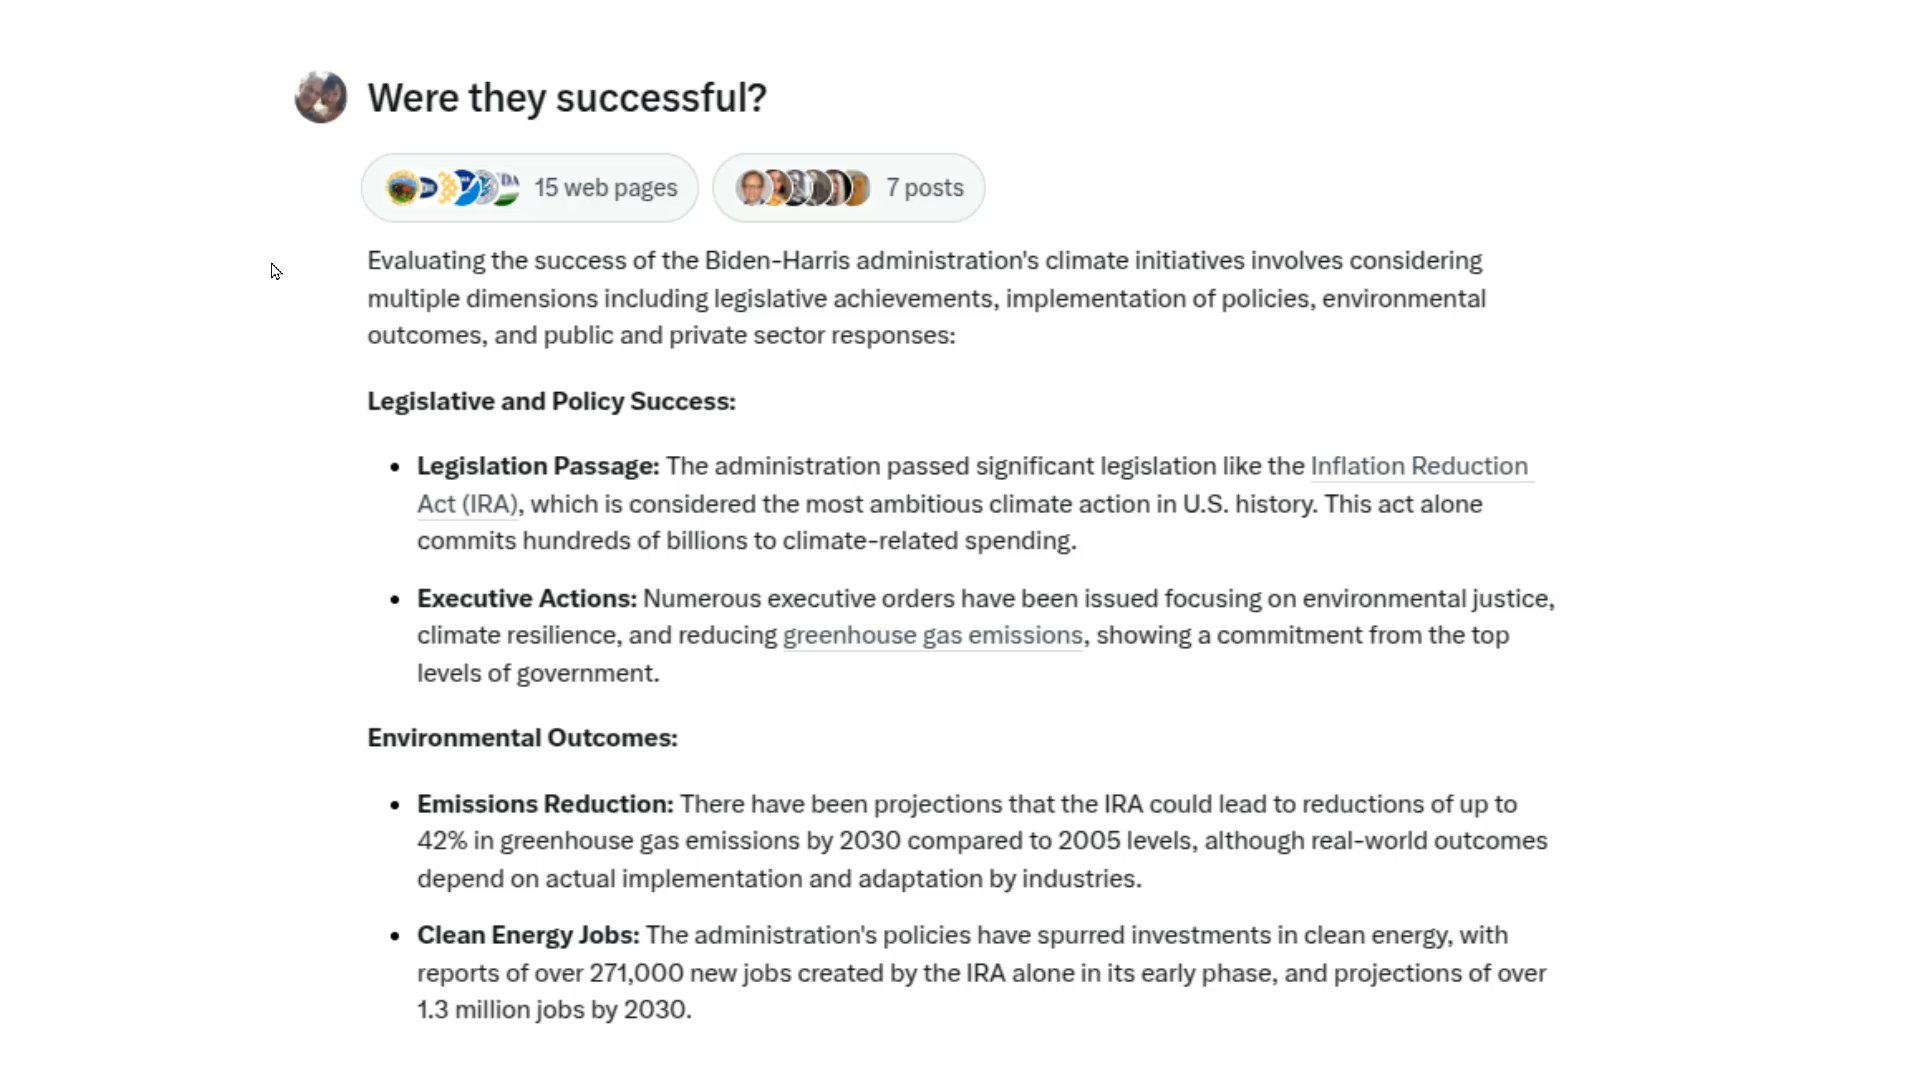 Were they successful?
15 web pages
7 posts
Evaluating the success of the Biden-Harris administration's climate initiatives involves considering
multiple dimensions including legislative achievements, implementation of policies, environmental
outcomes, and public and private sector responses:
Legislative and Policy Success:
• Legislation Passage: The administration passed significant legislation like the Inflation Reduction
Act (IRA), which is considered the most ambitious climate action in U.S. history. This act alone
commits hundreds of billions to climate-related spending.
• Executive Actions: Numerous executive orders have been issued focusing on environmental justice,
climate resilience, and reducing greenhouse gas emissions, showing a commitment from the top
levels of government.
Environmental Outcomes:
• Emissions Reduction: There have been projections that the IRA could lead to reductions of up to
42% in greenhouse gas emissions by 2030 compared to 2005 levels, although real-world outcomes
depend on actual implementation and adaptation by industries.
• Clean Energy Jobs: The administration's policies have spurred investments in clean energy, with
reports of over 271,000 new jobs created by the IRA alone in its early phase, and projections of over
1.3 million jobs by 2030.